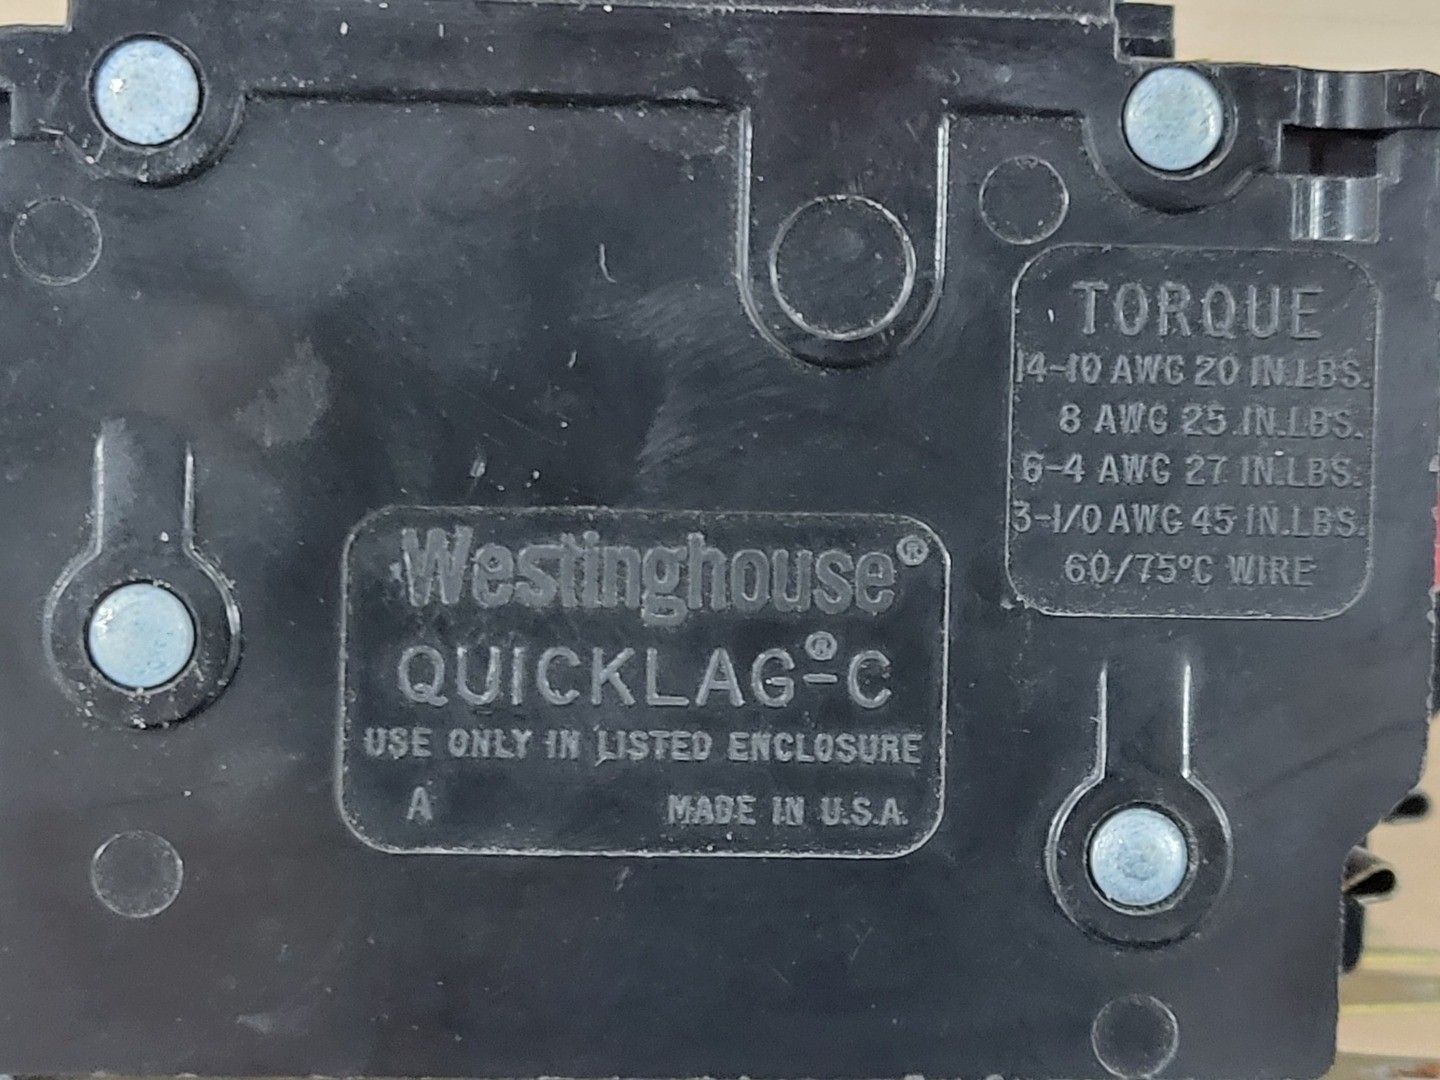 TORQUE
14-10 AWG 20 IN.LBS.
8 AWG 25 IN.LBS.
6-4 AWG 27 IN.LBS.
3-1/0 AWG 45 IN.LBS.
60/75°C WIRE
Westinghouse®
QUICKLAG®-C
USE ONLY IN LISTED ENCLOSURE
A MADE IN U.S.A.